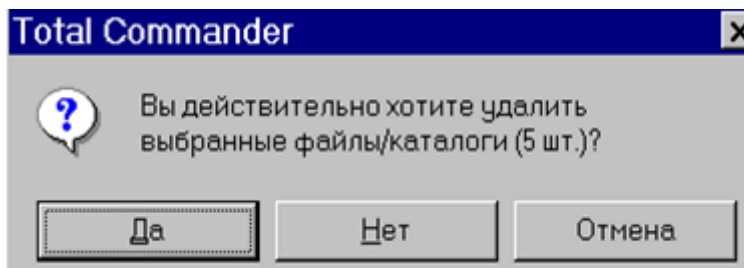 Total Commander
Вы действительно хотите удалить
выбранные файлы/каталоги (5 шт.)?
Да
Нет
Отмена